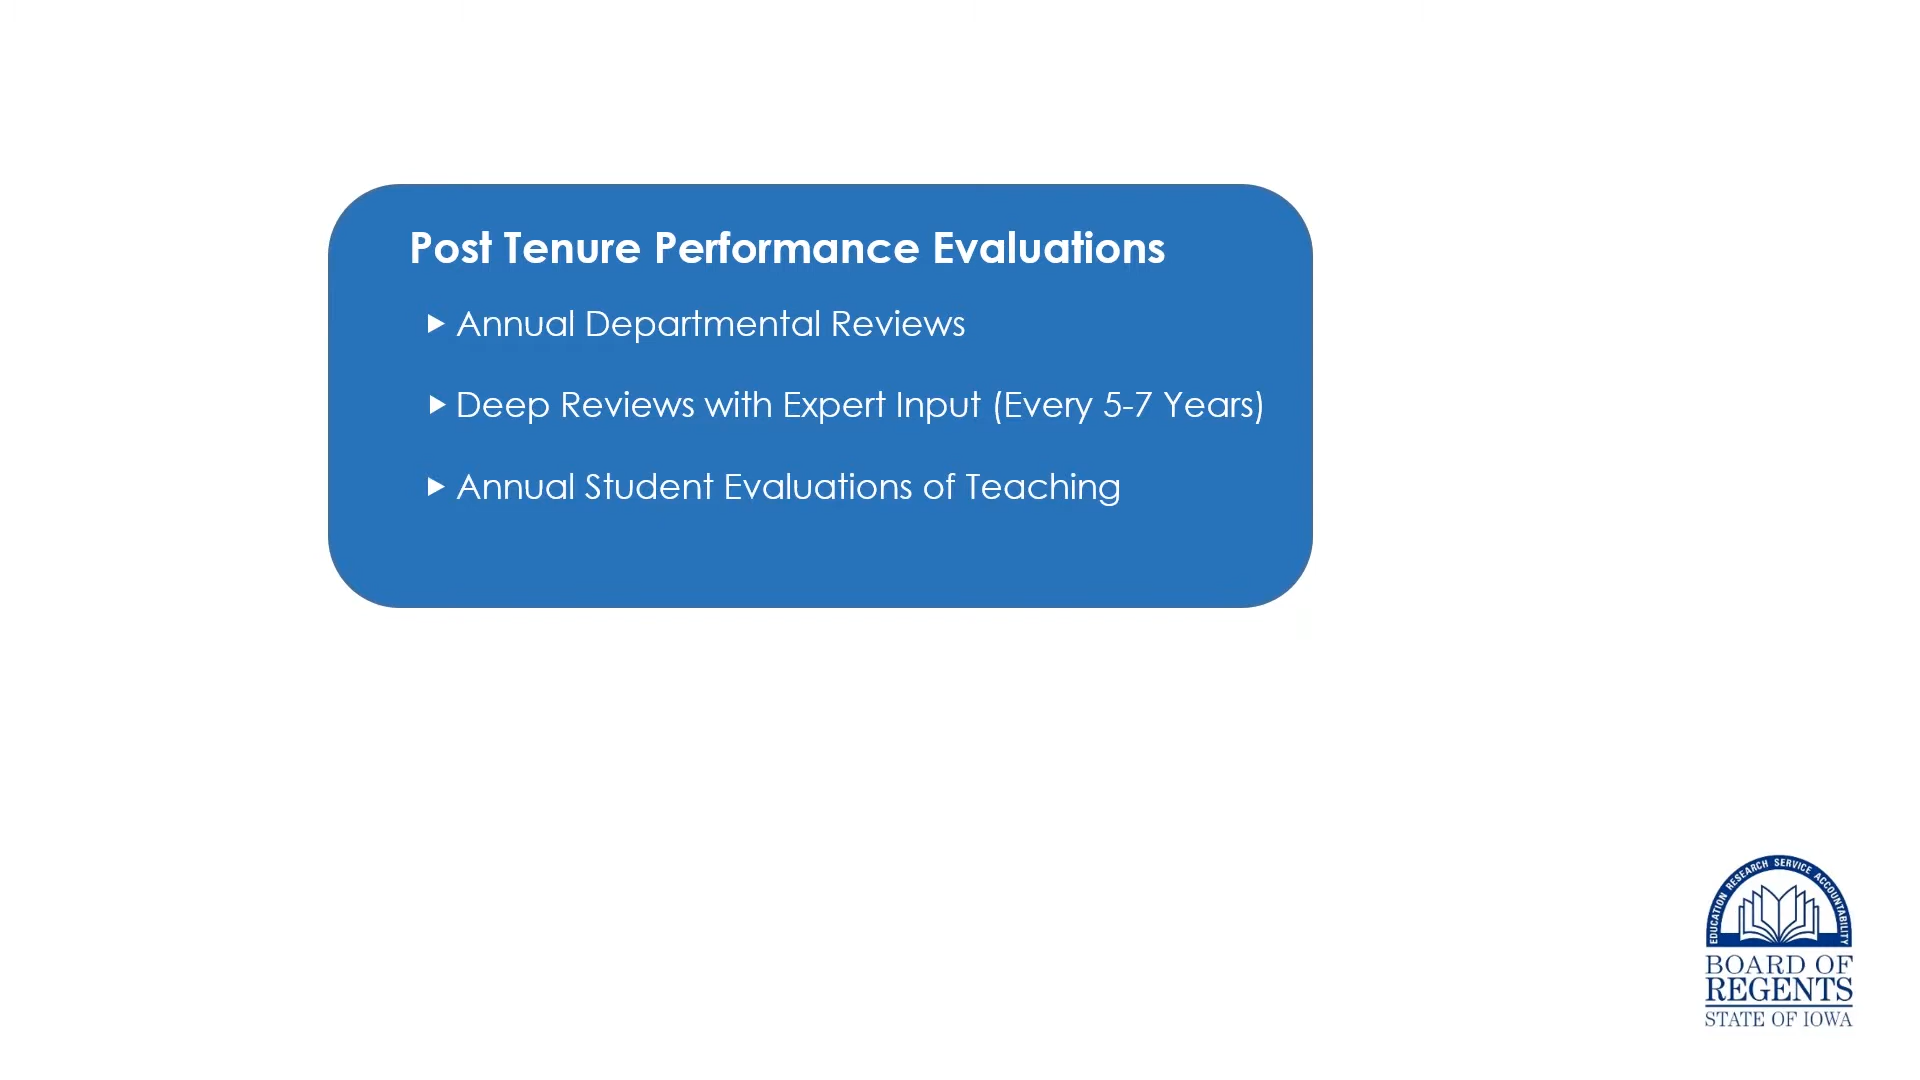 Post Tenure Performance Evaluations
Annual Departmental Reviews
Deep Reviews with Expert Input (Every 5-7 Years)
Annual Student Evaluations of Teaching
EDUCATION RESEARCH SERVICE ACCOUNTABILITY
BOARD OF
REGENTS
STATE OF IOWA